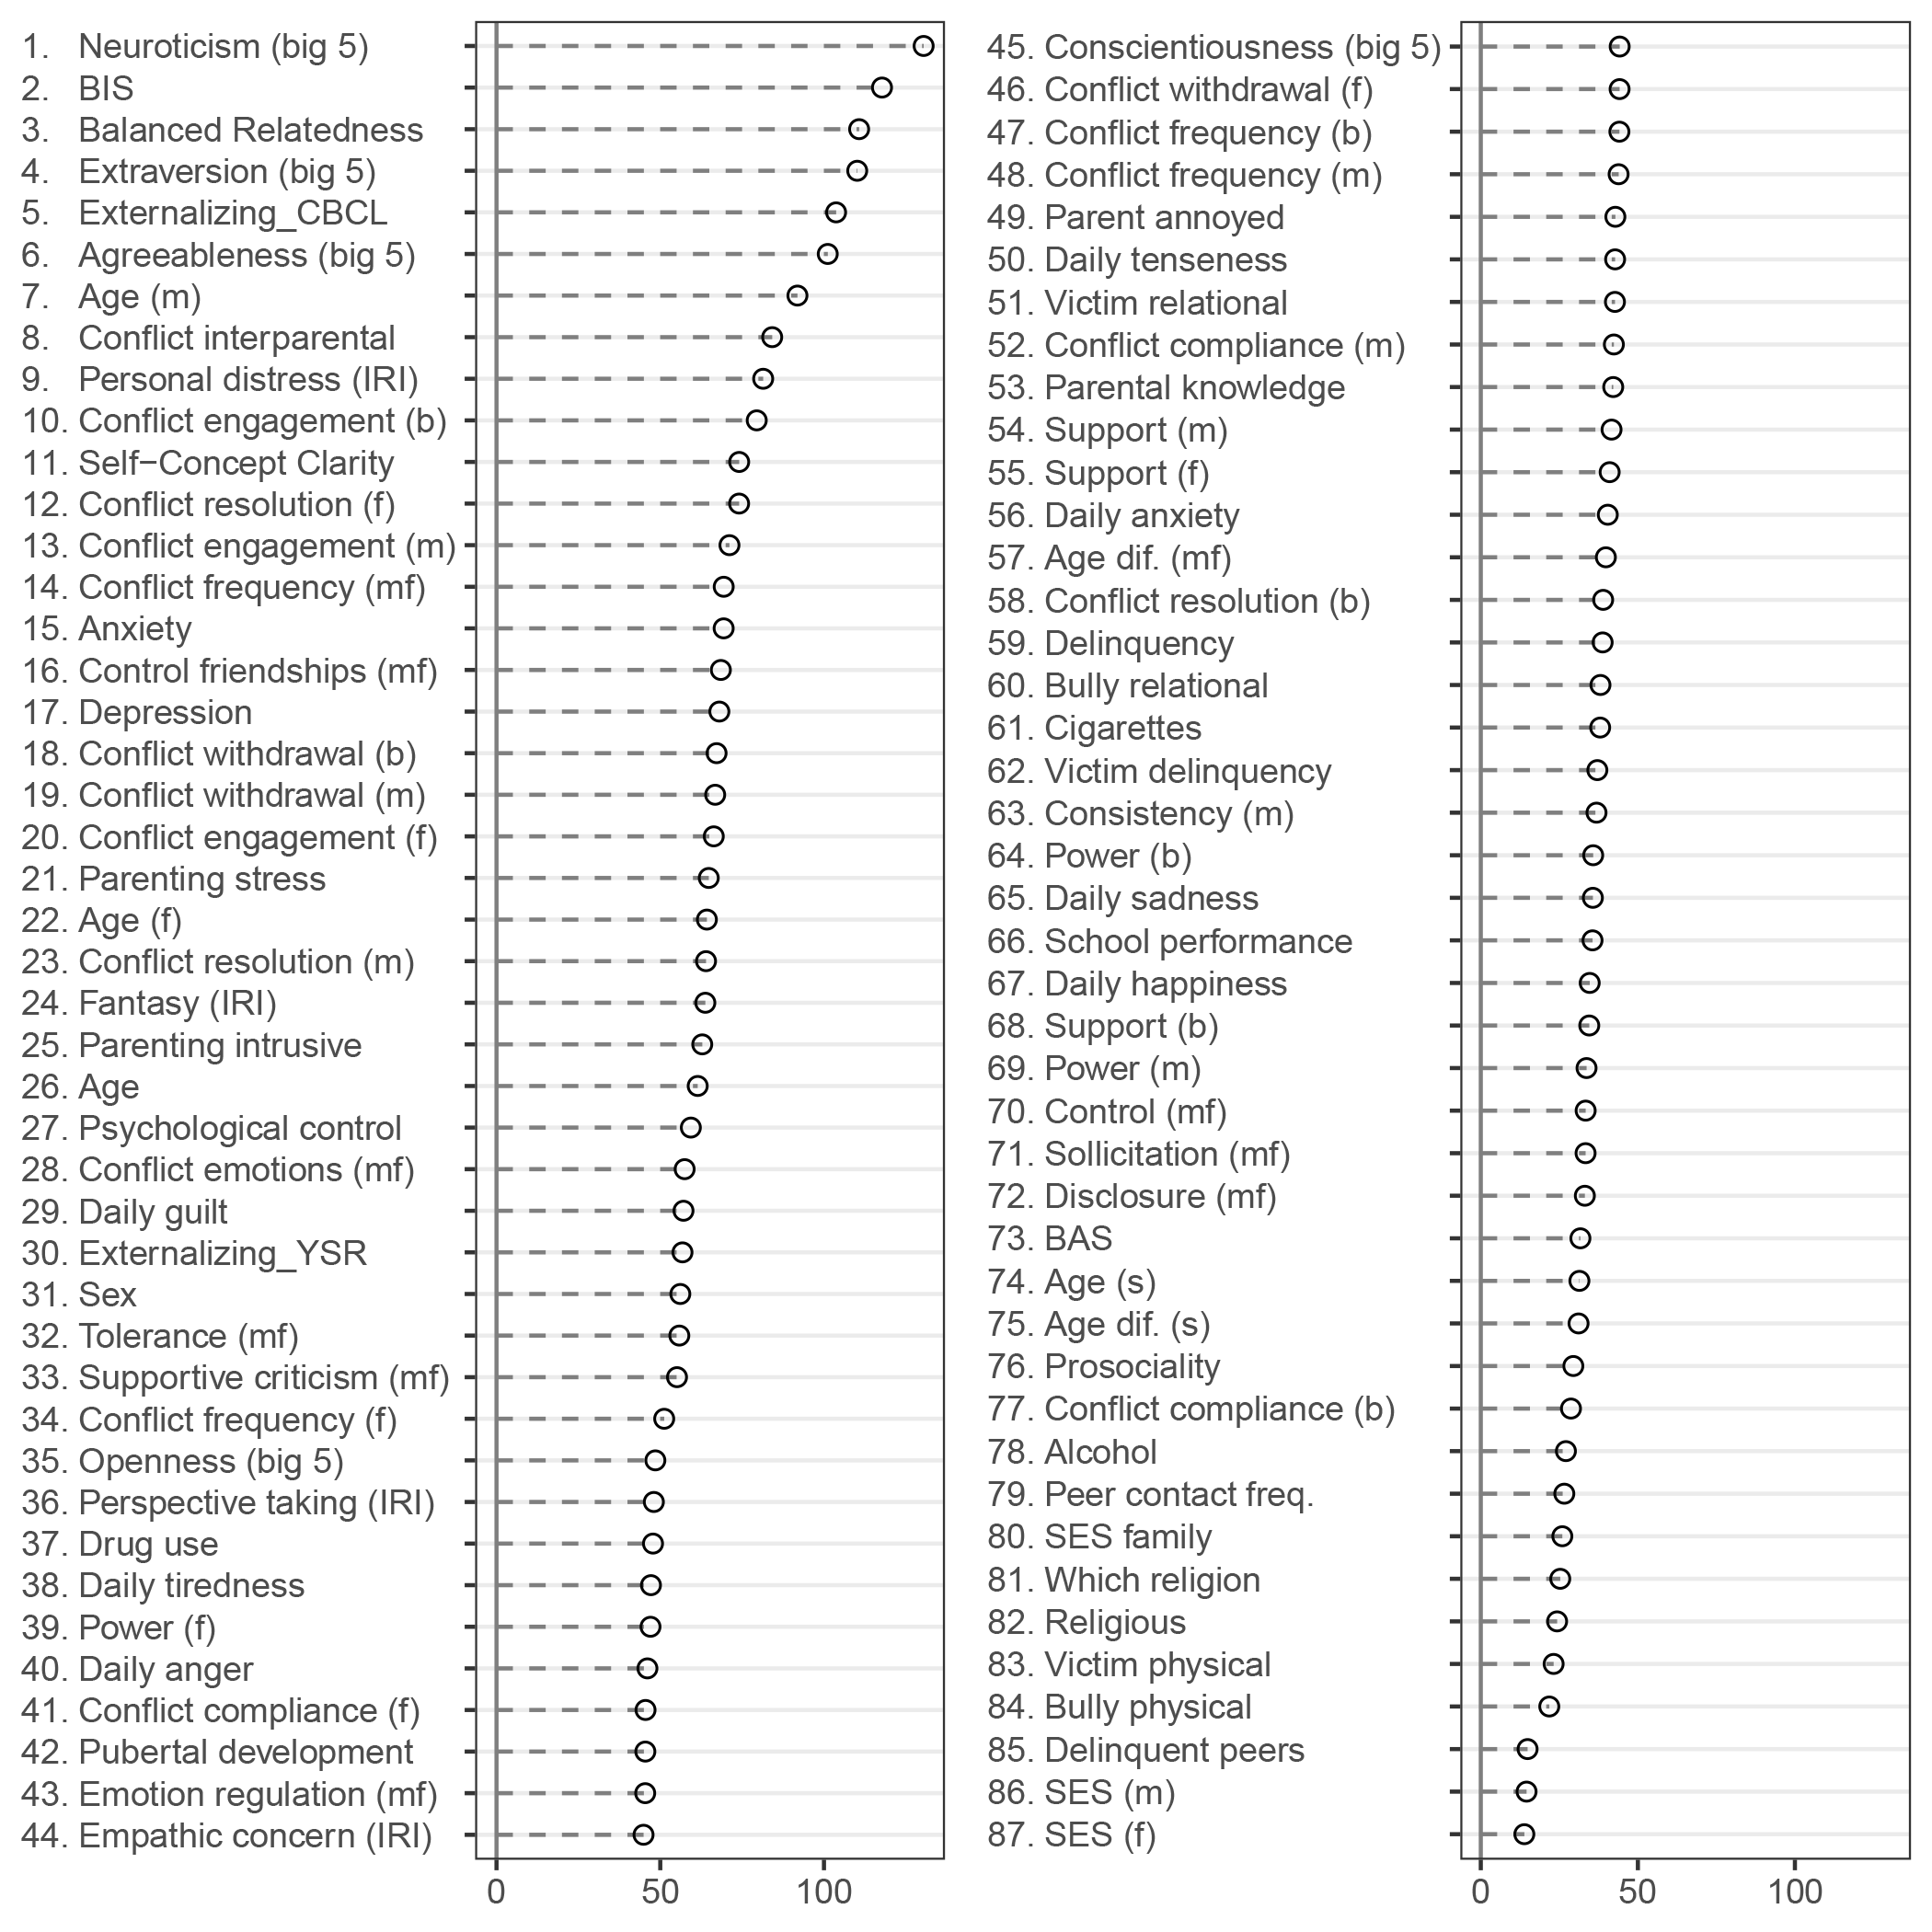 1. Neuroticism (big 5)
2. BIS
3. Balanced Relatedness
4. Extraversion (big 5)
5. Externalizing_CBCL
6. Agreeableness (big 5)
7. Age (m)
8. Conflict interparental
9. Personal distress (IRI)
10. Conflict engagement (b)
11. Self−Concept Clarity
12. Conflict resolution (f)
13. Conflict engagement (m)
14. Conflict frequency (mf)
15. Anxiety
16. Control friendships (mf)
17. Depression
18. Conflict withdrawal (b)
19. Conflict withdrawal (m)
20. Conflict engagement (f)
21. Parenting stress
22. Age (f)
23. Conflict resolution (m)
24. Fantasy (IRI)
25. Parenting intrusive
26. Age
27. Psychological control
28. Conflict emotions (mf)
29. Daily guilt
30. Externalizing_YSR
31. Sex
32. Tolerance (mf)
33. Supportive criticism (mf)
34. Conflict frequency (f)
35. Openness (big 5)
36. Perspective taking (IRI)
37. Drug use
38. Daily tiredness
39. Power (f)
40. Daily anger
41. Conflict compliance (f)
42. Pubertal development
43. Emotion regulation (mf)
44. Empathic concern (IRI)
0 50 100
45. Conscientiousness (big 5)
46. Conflict withdrawal (f)
47. Conflict frequency (b)
48. Conflict frequency (m)
49. Parent annoyed
50. Daily tenseness
51. Victim relational
52. Conflict compliance (m)
53. Parental knowledge
54. Support (m)
55. Support (f)
56. Daily anxiety
57. Age dif. (mf)
58. Conflict resolution (b)
59. Delinquency
60. Bully relational
61. Cigarettes
62. Victim delinquency
63. Consistency (m)
64. Power (b)
65. Daily sadness
66. School performance
67. Daily happiness
68. Support (b)
69. Power (m)
70. Control (mf)
71. Sollicitation (mf)
72. Disclosure (mf)
73. BAS
74. Age (s)
75. Age dif. (s)
76. Prosociality
77. Conflict compliance (b)
78. Alcohol
79. Peer contact freq.
80. SES family
81. Which religion
82. Religious
83. Victim physical
84. Bully physical
85. Delinquent peers
86. SES (m)
87. SES (f)
0 50 100